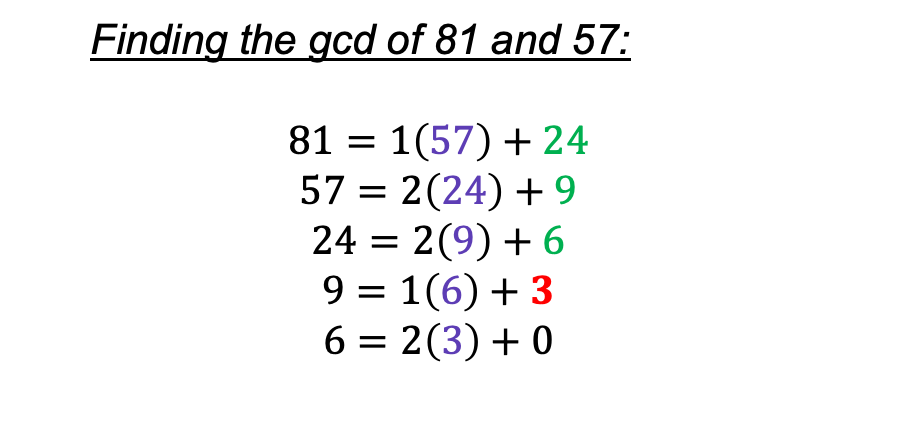 Finding the gcd of 81 and 57:
81 = 1(57) + 24
57 = 2(24) + 9
24 = 2(9) + 6
9 = 1(6) + 3
6 = 2(3) + 0